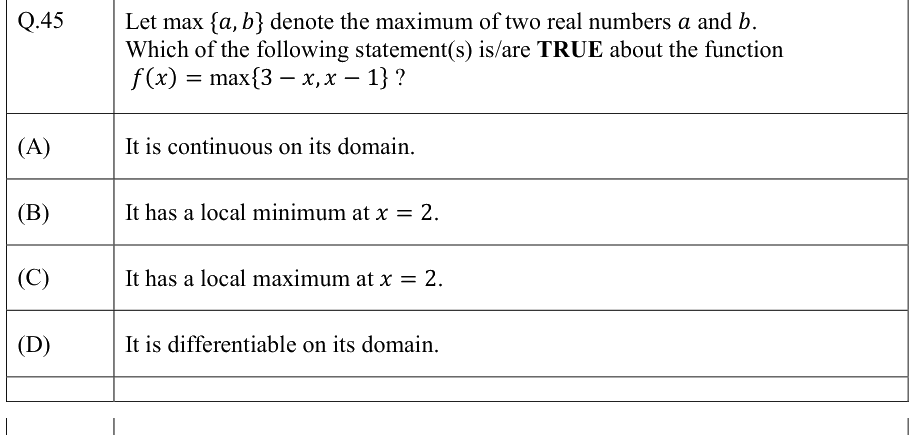 Q.45
Let max {𝑎, 𝑏} denote the maximum of two real numbers 𝑎 and 𝑏.
Which of the following statement(s) is/are TRUE about the function
𝑓(𝑥) = max{3 − 𝑥, 𝑥 − 1} ?
(A) It is continuous on its domain.
(B) It has a local minimum at 𝑥 = 2.
(C) It has a local maximum at 𝑥 = 2.
(D) It is differentiable on its domain.